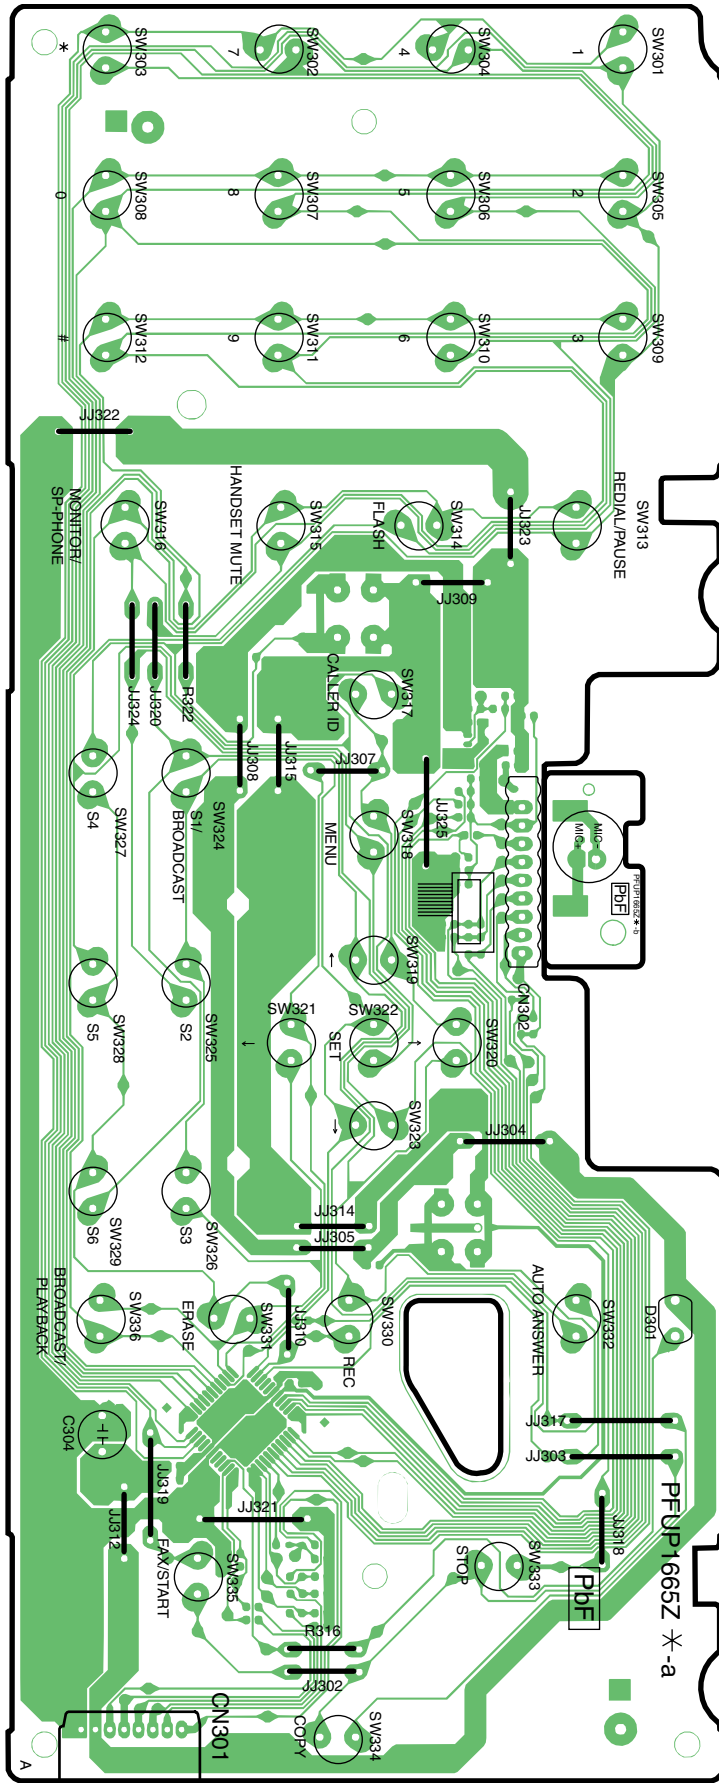 *
SW303
7
SW302
4
SW304
1
SW301
0
SW308
8
SW307
5
SW306
2
SW305
#
SW312
9
SW311
6
SW310
3
SW309
JJ322
MONITOR/
SP-PHONE
SW316
HANDSET MUTE
SW315
FLASH
SW314
JJ323
REDIAL/PAUSE
SW313
JJ309
JJ324
JJ320
R322
CALLER ID
SW317
JJ308
JJ315
JJ307
JJ325
S4
SW327
S1/
BROADCAST
SW324
MENU
SW318
MIC+
MIC-
PbF
PFUP1665Z*-b
SW319
→
CN302
S5
SW328
S2
SW325
←
SW321
SET
SW322
→
SW320
←
SW323
JJ304
S6
SW329
S3
SW326
JJ314
JJ305
BROADCAST/
PLAYBACK
SW336
ERASE
SW331
JJ310
REC
SW330
AUTO ANSWER
SW332
D301
C304
JJ317
JJ303
JJ319
JJ312
JJ321
JJ318
PFUP1665Z *-a
FAX/START
SW335
STOP
SW333
PbF
R316
JJ302
CN301
COPY
SW334
A